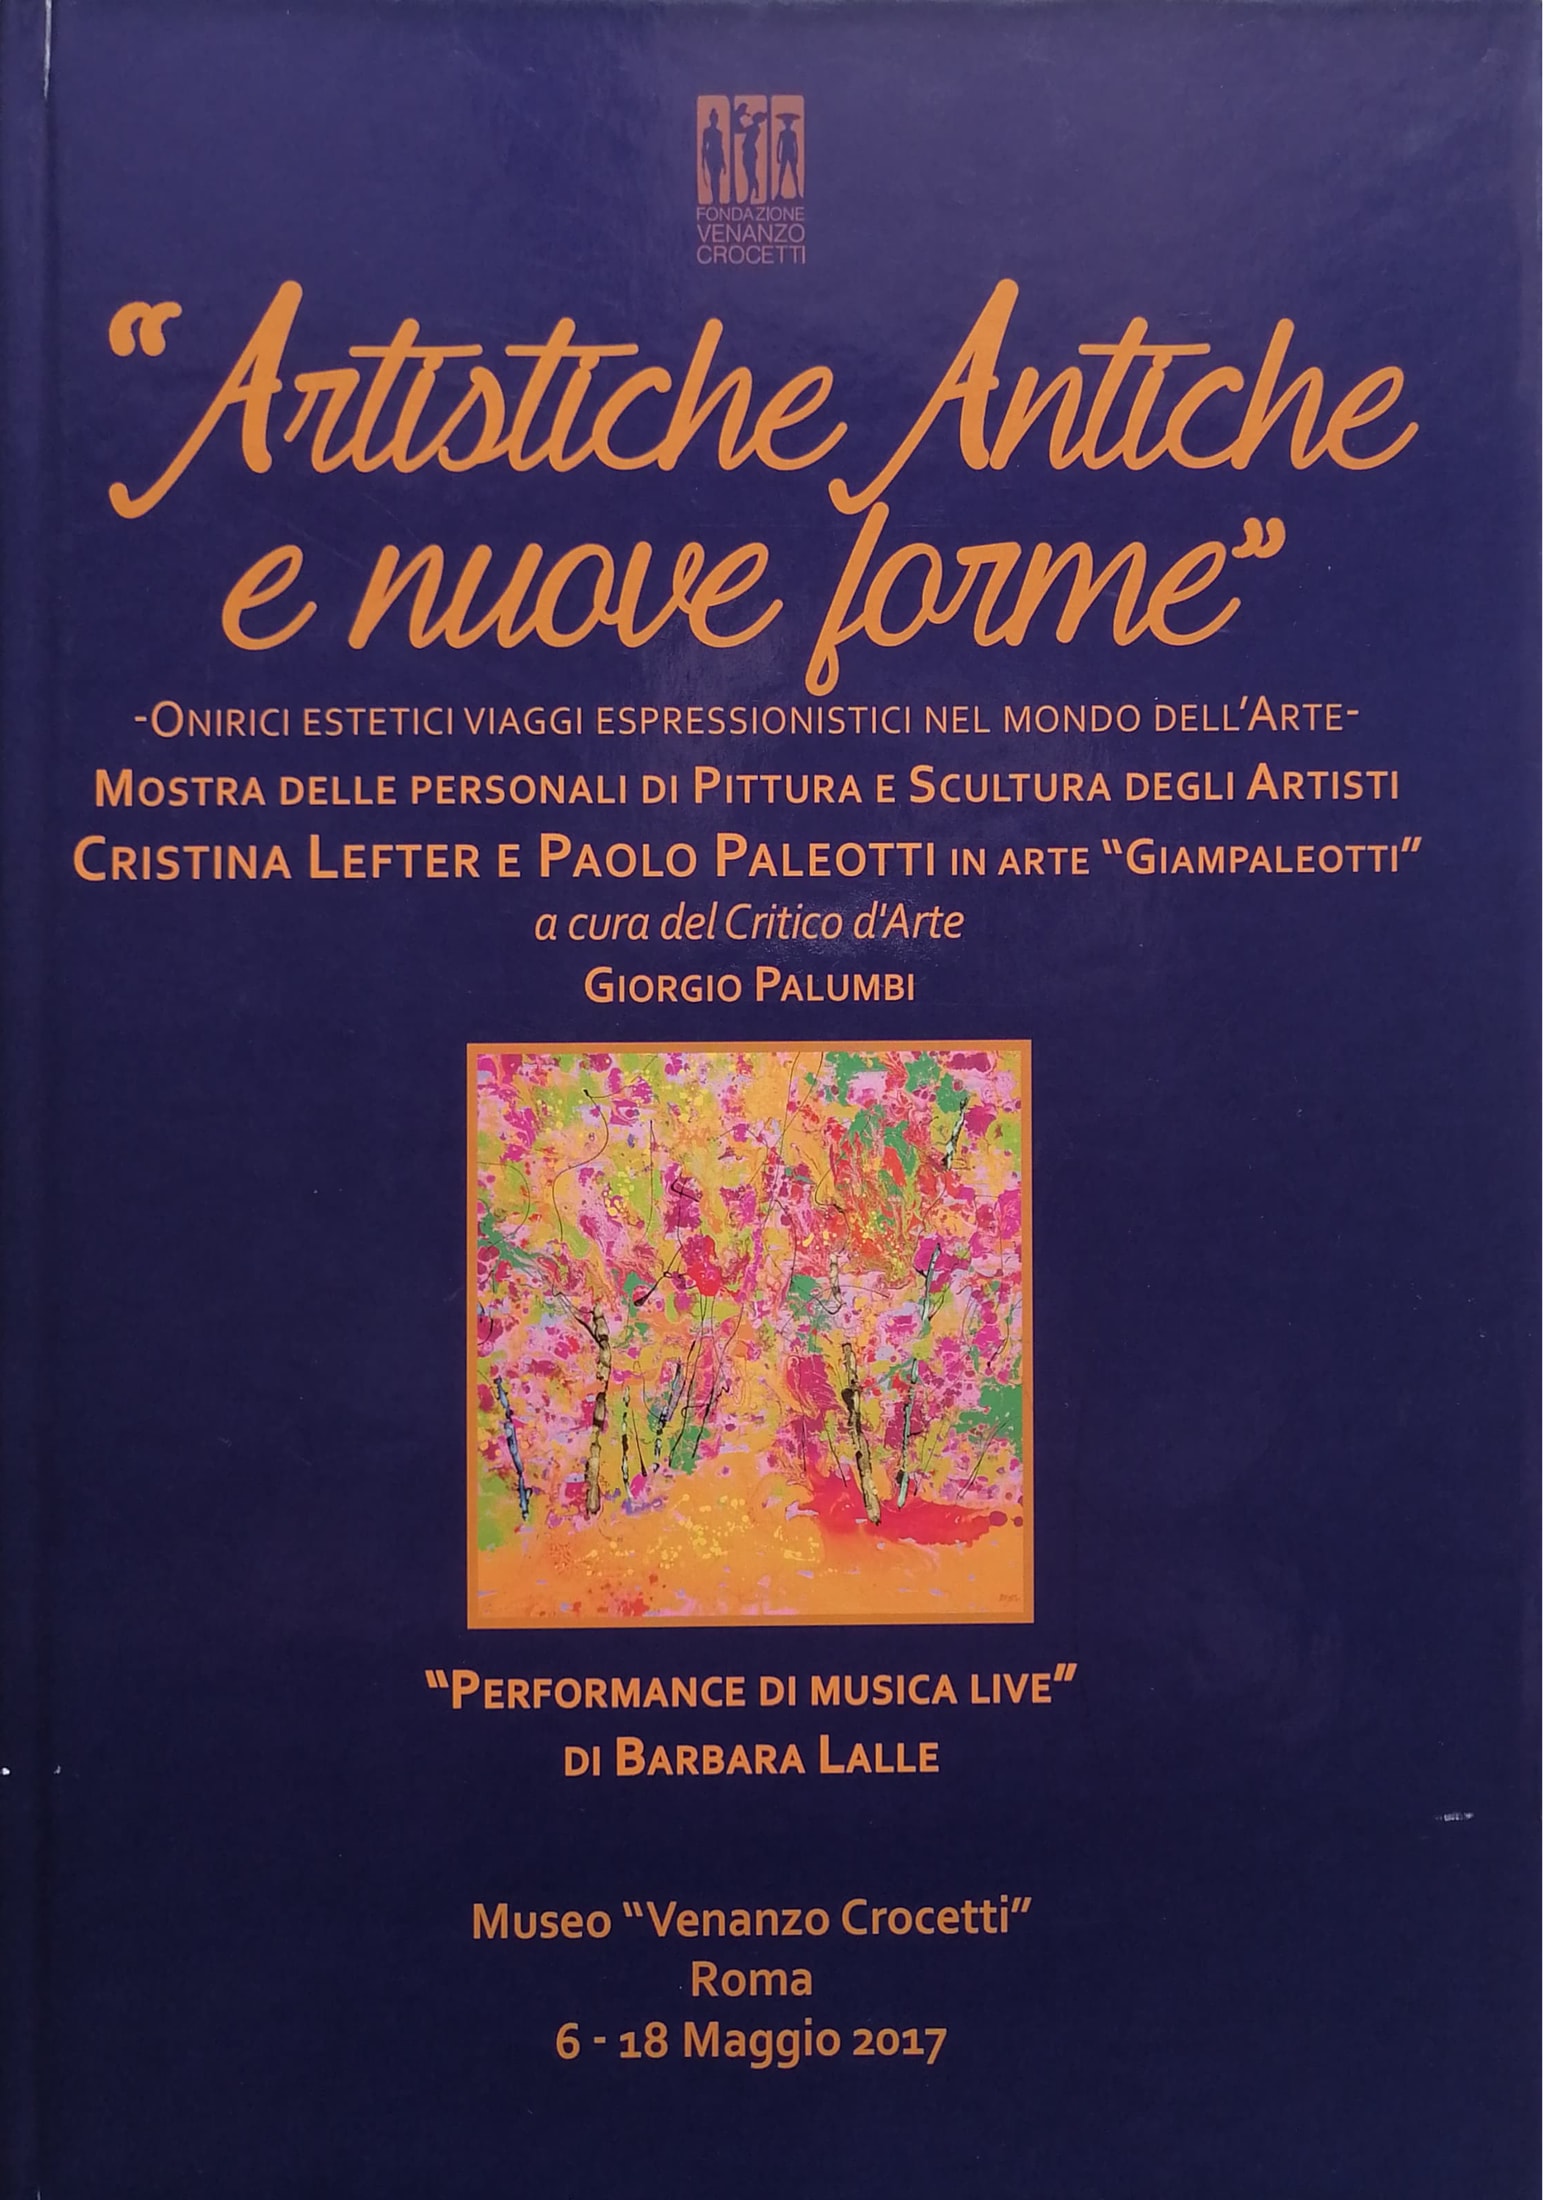 FONDAZIONE
VENANZO
CROCETTI
“Artistiche Antiche
e nuove forme”
-Onirici estetici viaggi espressionistici nel mondo dell’Arte-
Mostra delle personali di Pittura e Scultura degli Artisti
Cristina Lefter e Paolo Paleotti in arte “Giampaleotti”
a cura del Critico d'Arte
Giorgio Palumbi
“Performance di musica live”
di Barbara Lalle
Museo “Venanzo Crocetti”
Roma
6 - 18 Maggio 2017